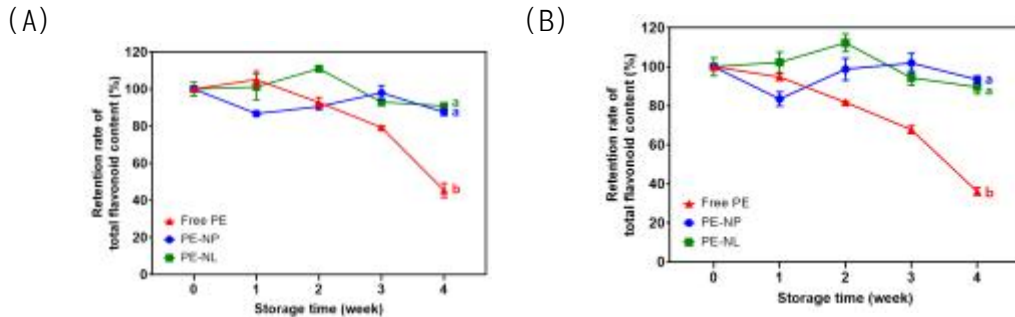 (A)
Retention rate of
total flavonoid content (%)
120
100
80
60
40
20
0
a
a
b
Free PE
PE-NP
PE-NL
0 1 2 3 4
Storage time (week)
(B)
Retention rate of
total flavonoid content (%)
120
100
80
60
40
20
0
a
a
b
Free PE
PE-NP
PE-NL
0 1 2 3 4
Storage time (week)